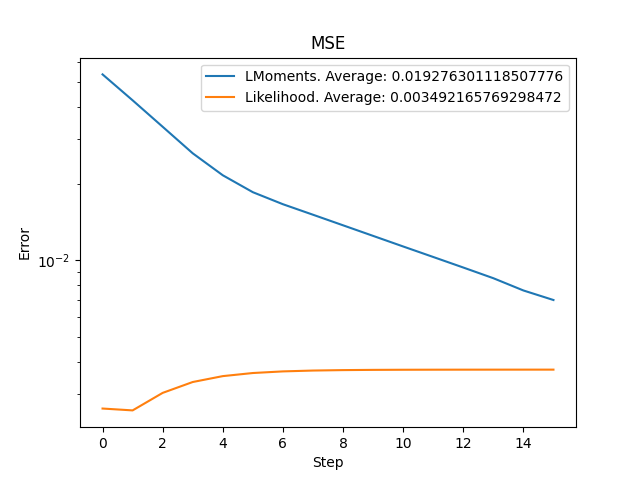 MSE
LMoments. Average: 0.019276301118507776
Likelihood. Average: 0.003492165769298472
Error
10⁻²
0 2 4 6 8 10 12 14
Step